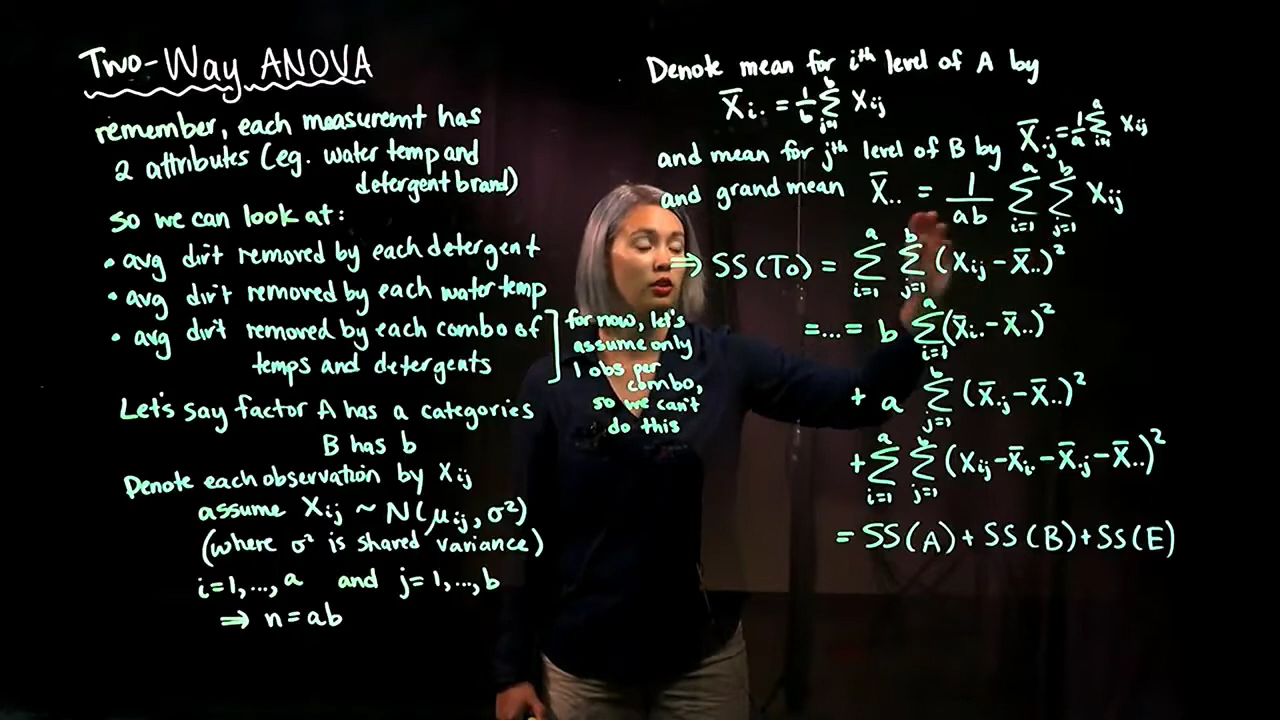 Two-Way ANOVA
remember, each measuremt has
2 attributes (eg. water temp and
detergent brand)
so we can look at:
• avg dirt removed by each detergent
• avg dirt removed by each water temp
• avg dirt removed by each combo of
temps and detergents
for now, let's
assume only
1 obs per
combo,
so we can't
do this
Let's say factor A has a categories
B has b
Denote each observation by Xij
assume Xij ~ N(μij, σ²)
(where σ² is shared variance)
i=1,...,a and j=1,...,b
⇒ n=ab
Denote mean for iᵗʰ level of A by
X̄i. = 1/b Σ_{j=1}^{b} Xij
and mean for jᵗʰ level of B by X̄.j = 1/a Σ_{i=1}^{a} Xij
and grand mean X̄.. = 1/ab Σ_{i=1}^{a} Σ_{j=1}^{b} Xij
⇒ SS(To) = Σ_{i=1}^{a} Σ_{j=1}^{b} (Xij - X̄..)²
=...= b Σ_{i=1}^{a} (X̄i. - X̄..)²
+ a Σ_{j=1}^{b} (X̄.j - X̄..)²
+ Σ_{i=1}^{a} Σ_{j=1}^{b} (Xij - X̄i. - X̄.j - X̄..)²
= SS(A) + SS(B) + SS(E)